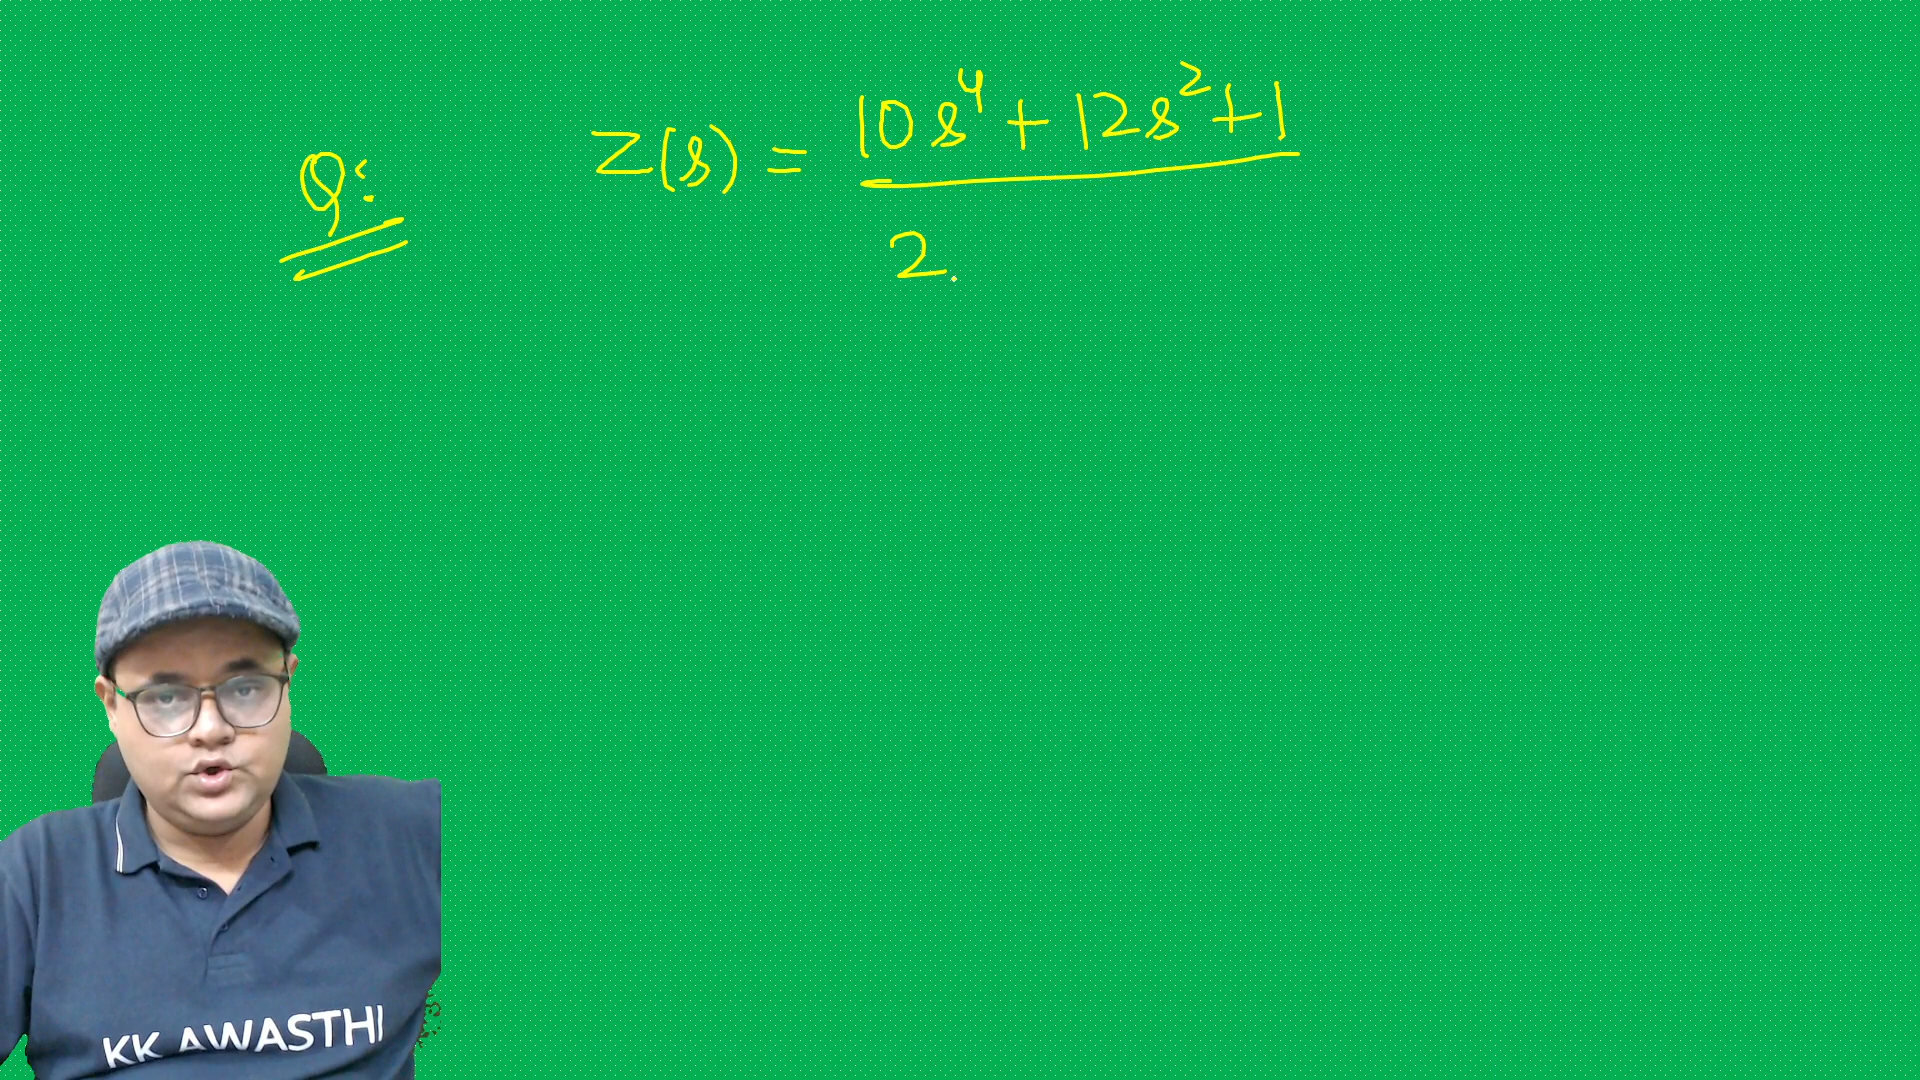 Q:
Z(s) = 10s⁴ + 12s² + 1
2.
KK AWASTHI